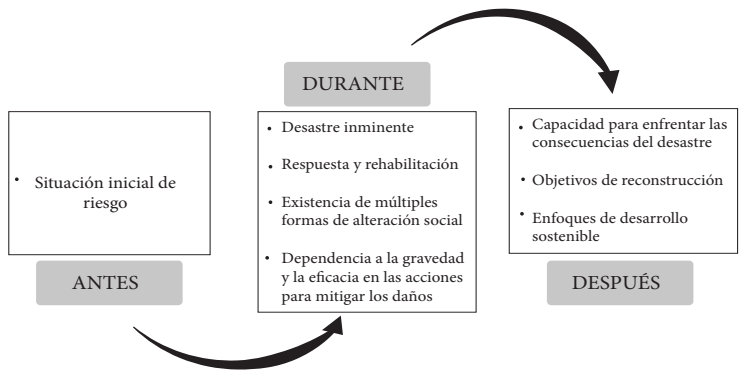 • Situación inicial de
riesgo
ANTES
DURANTE
• Desastre inminente
• Respuesta y rehabilitación
• Existencia de múltiples
formas de alteración social
• Dependencia a la gravedad
y la eficacia en las acciones
para mitigar los daños
• Capacidad para enfrentar las
consecuencias del desastre
• Objetivos de reconstrucción
• Enfoques de desarrollo
sostenible
DESPUÉS